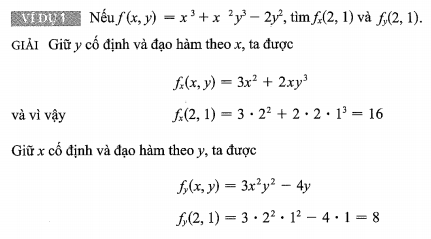 VÍ DỤ 1 Nếu f(x, y) = x³ + x ²y³ − 2y², tìm fₓ(2, 1) và fᵧ(2, 1).
GIẢI Giữ y cố định và đạo hàm theo x, ta được
fₓ(x, y) = 3x² + 2xy³
và vì vậy fₓ(2, 1) = 3 · 2² + 2 · 2 · 1³ = 16
Giữ x cố định và đạo hàm theo y, ta được
fᵧ(x, y) = 3x²y² − 4y
fᵧ(2, 1) = 3 · 2² · 1² − 4 · 1 = 8